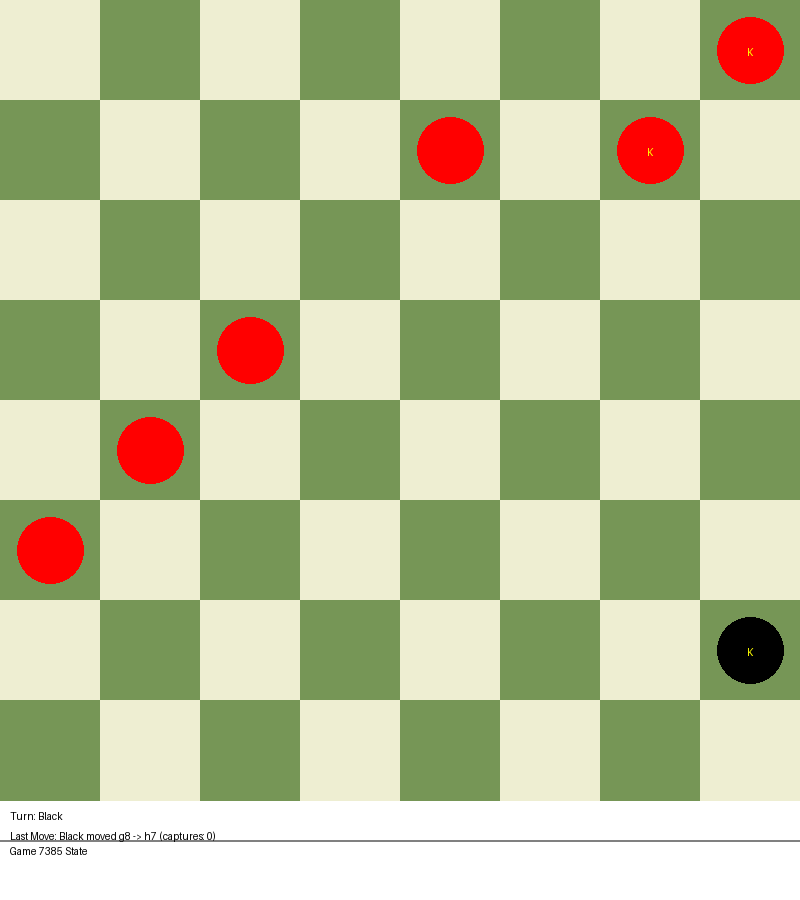 K
K
K
Turn: Black
Last Move: Black moved g8 -> h7 (captures: 0)
Game 7385 State